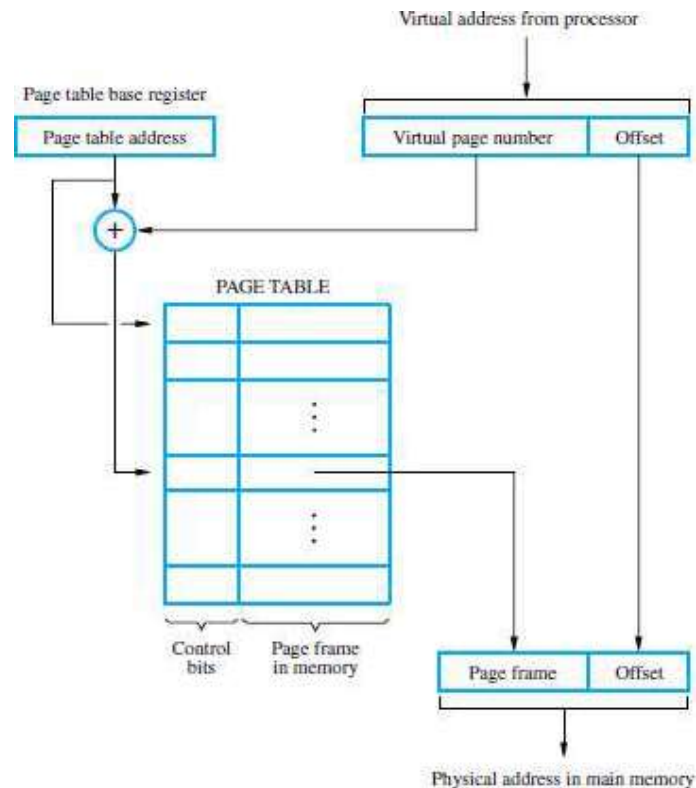 Virtual address from processor
Page table base register
Page table address
Virtual page number
Offset
+
PAGE TABLE
Control
bits
Page frame
in memory
Page frame
Offset
Physical address in main memory